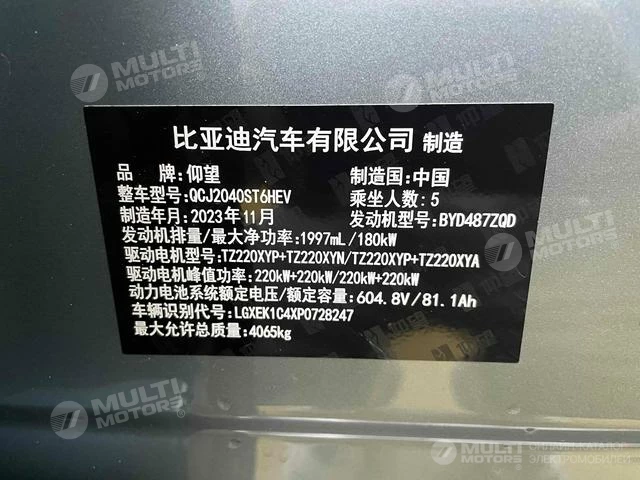 MULTI
MOTORS
MULTI
MOTORS
比亚迪汽车有限公司 制造
品 牌:仰望 制造国:中国
整车型号:QCJ2040ST6HEV 乘坐人数:5
制造年月:2023年11月 发动机型号:BYD487ZQD
发动机排量/最大净功率:1997mL/180kW
驱动电机型号:TZ220XYP+TZ220XYN/TZ220XYP+TZ220XYA
驱动电机峰值功率:220kW+220kW/220kW+220kW
动力电池系统额定电压/额定容量:604.8V/81.1Ah
车辆识别代号:LGXEK1C4XP0728247
最大允许总质量:4065kg
MULTI
MOTORS
MULTI
MOTORS
ОНЛАЙН-КАТАЛОГ
ЭЛЕКТРОМОБИЛЕЙ